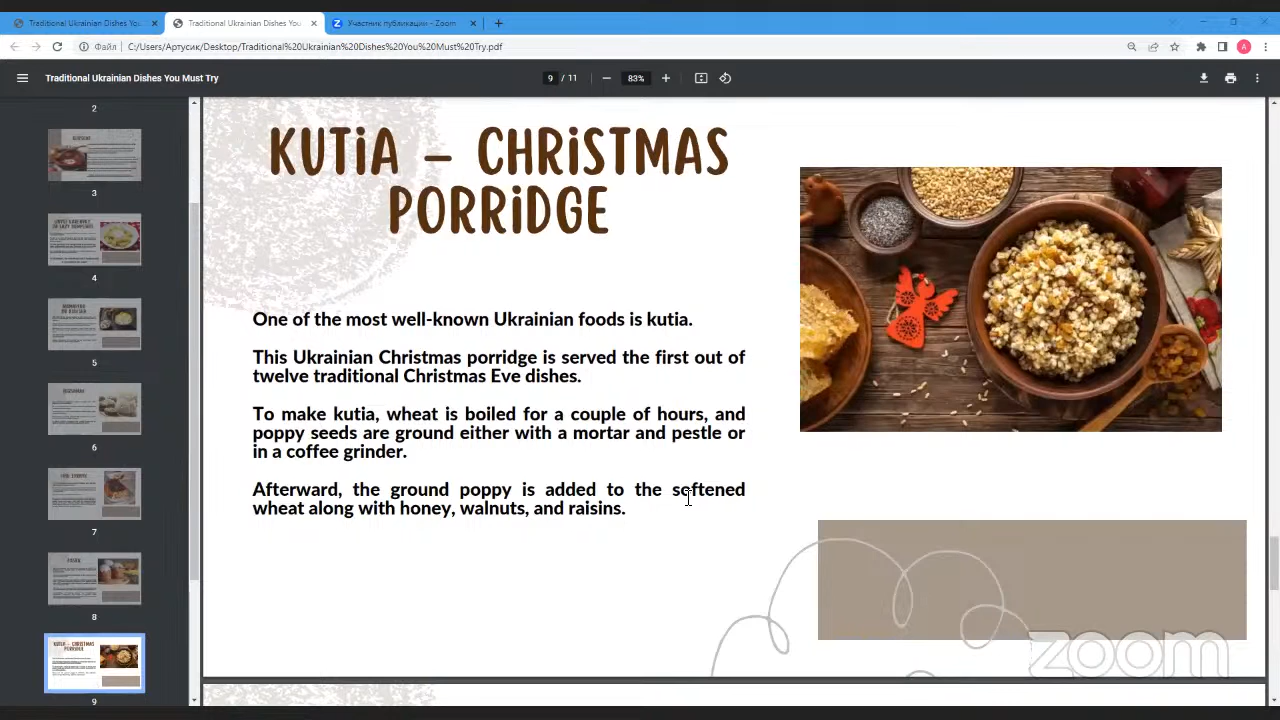 Traditional Ukrainian Dishes You
Traditional Ukrainian Dishes You
Участник публикации - Zoom
Файл
C:/Users/Артусик/Desktop/Traditional%20Ukrainian%20Dishes%20You%20Must%20Try.pdf
A
Traditional Ukrainian Dishes You Must Try
9 / 11
83%
2
3
4
5
6
7
8
KUTiA – CHRiSTMAS PORRiDGE
9
KUTiA – CHRiSTMAS
PORRiDGE
One of the most well-known Ukrainian foods is kutia.
This Ukrainian Christmas porridge is served the first out of
twelve traditional Christmas Eve dishes.
To make kutia, wheat is boiled for a couple of hours, and
poppy seeds are ground either with a mortar and pestle or
in a coffee grinder.
Afterward, the ground poppy is added to the softened
wheat along with honey, walnuts, and raisins.
zoom